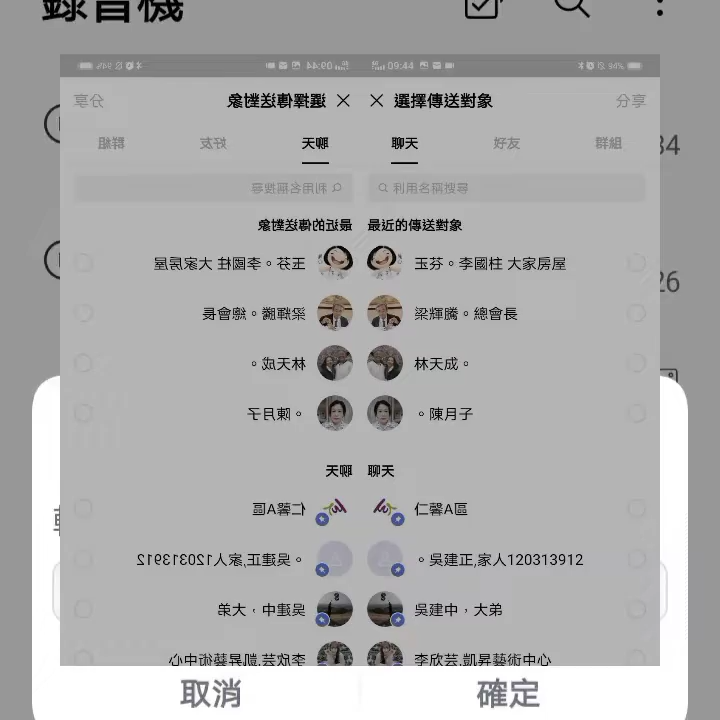 錄音機
34
26
09:44 94%
選擇傳送對象 分享
聊天 好友 群組
利用名稱搜尋
最近的傳送對象
玉芬。李國柱 大家房屋
梁輝騰。總會長
林天成。
。陳月子
聊天
仁馨A區
。吳建正,家人120313912
吳建中，大弟
李欣芸,凱昇藝術中心
取消 確定